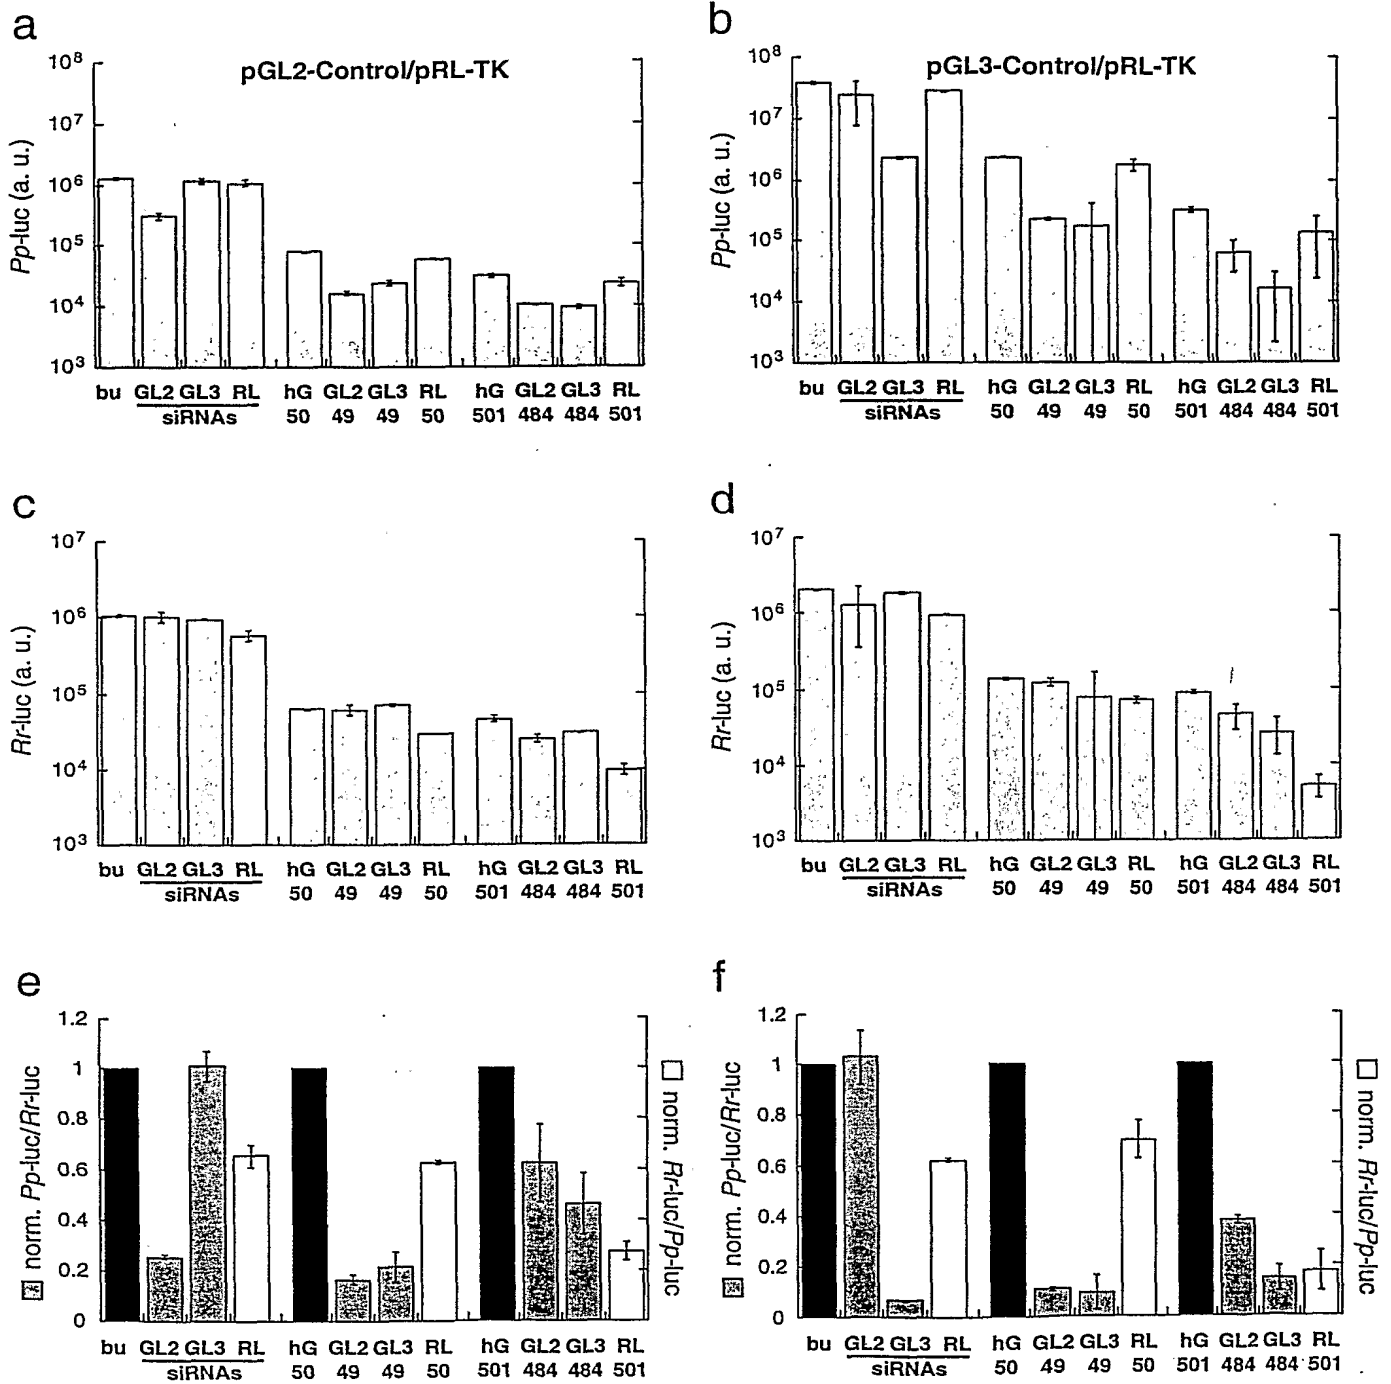 a
pGL2-Control/pRL-TK
Pp-luc (a. u.)
10⁸
10⁷
10⁶
10⁵
10⁴
10³
bu GL2 GL3 RL hG GL2 GL3 RL hG GL2 GL3 RL
siRNAs 50 49 49 50 501 484 484 501
b
pGL3-Control/pRL-TK
Pp-luc (a. u.)
10⁸
10⁷
10⁶
10⁵
10⁴
10³
bu GL2 GL3 RL hG GL2 GL3 RL hG GL2 GL3 RL
siRNAs 50 49 49 50 501 484 484 501
c
Rr-luc (a. u.)
10⁷
10⁶
10⁵
10⁴
10³
bu GL2 GL3 RL hG GL2 GL3 RL hG GL2 GL3 RL
siRNAs 50 49 49 50 501 484 484 501
d
Rr-luc (a. u.)
10⁷
10⁶
10⁵
10⁴
10³
bu GL2 GL3 RL hG GL2 GL3 RL hG GL2 GL3 RL
siRNAs 50 49 49 50 501 484 484 501
e
norm. Pp-luc/Rr-luc
1.2
1
0.8
0.6
0.4
0.2
0
norm. Rr-luc/Pp-luc
bu GL2 GL3 RL hG GL2 GL3 RL hG GL2 GL3 RL
siRNAs 50 49 49 50 501 484 484 501
f
norm. Pp-luc/Rr-luc
1.2
1
0.8
0.6
0.4
0.2
0
norm. Rr-luc/Pp-luc
bu GL2 GL3 RL hG GL2 GL3 RL hG GL2 GL3 RL
siRNAs 50 49 49 50 501 484 484 501